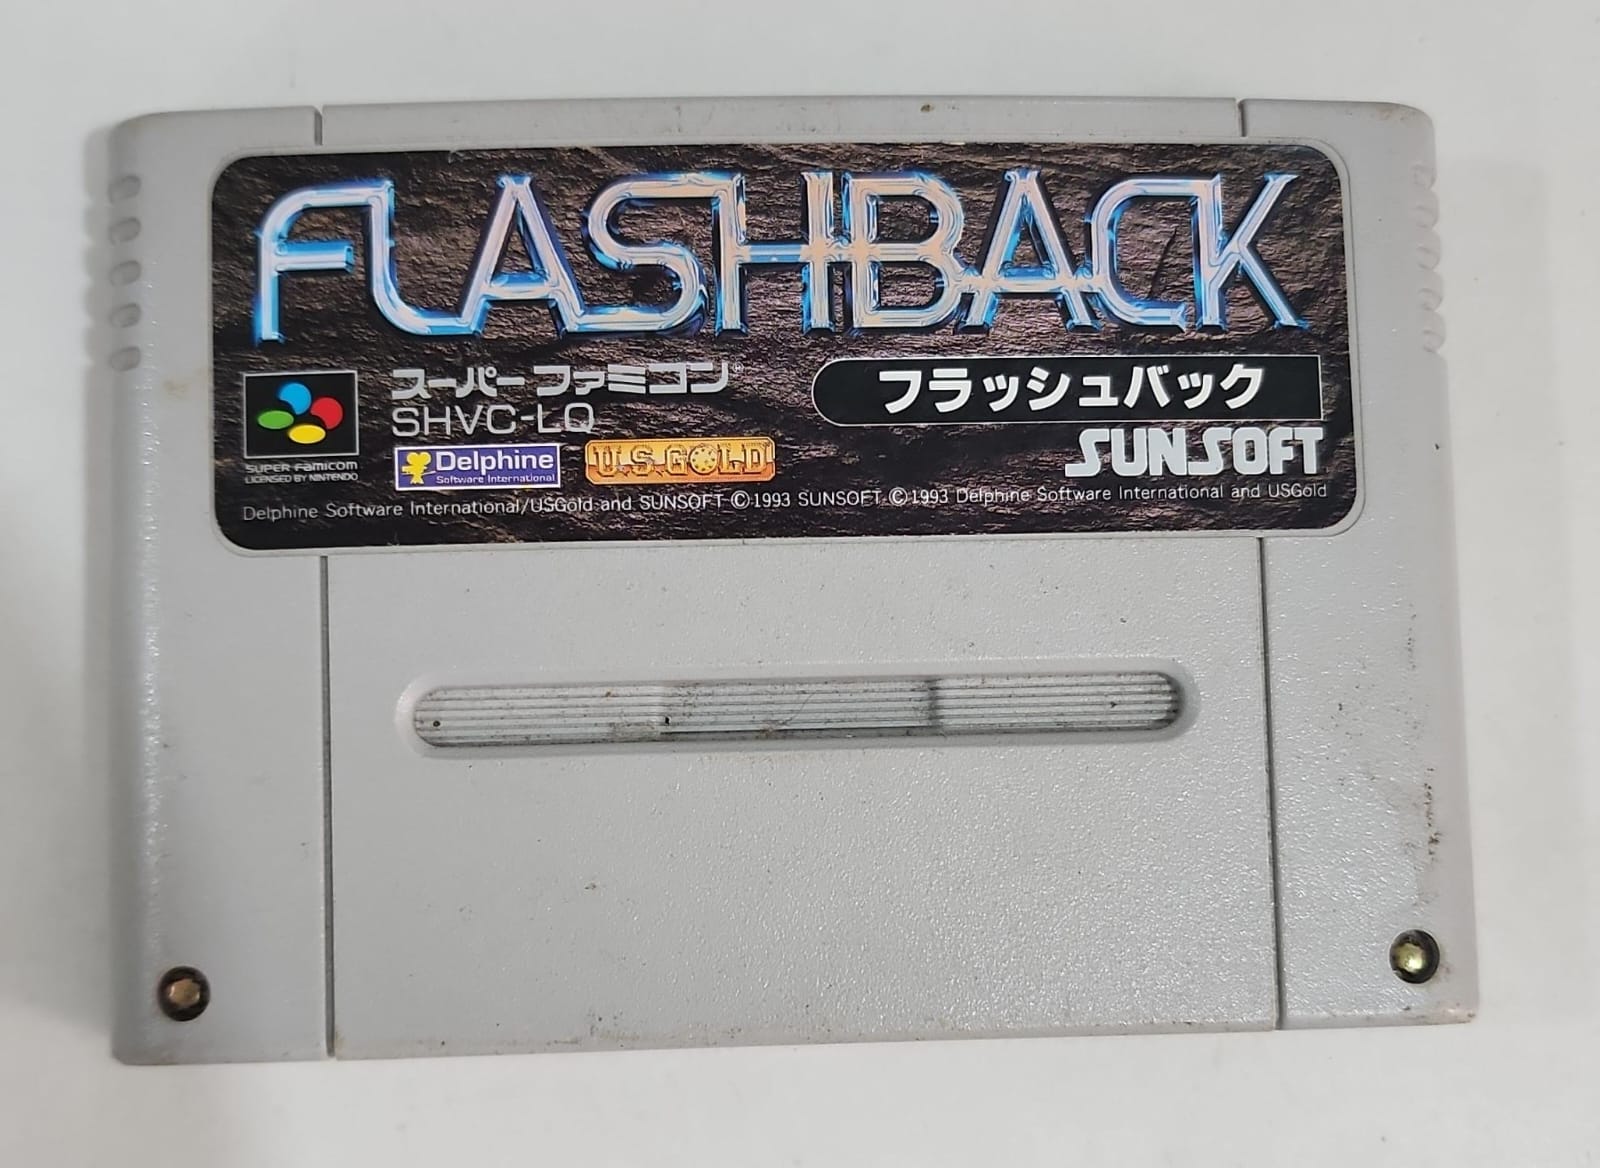 FLASHBACK
スーパーファミコン®
SHVC-LQ
フラッシュバック
SUPER FAMICOM
LICENSED BY NINTENDO
Delphine
Software International
U.S.GOLD
SUNSOFT
Delphine Software International/USGold and SUNSOFT ©1993 SUNSOFT ©1993 Delphine Software International and USGold